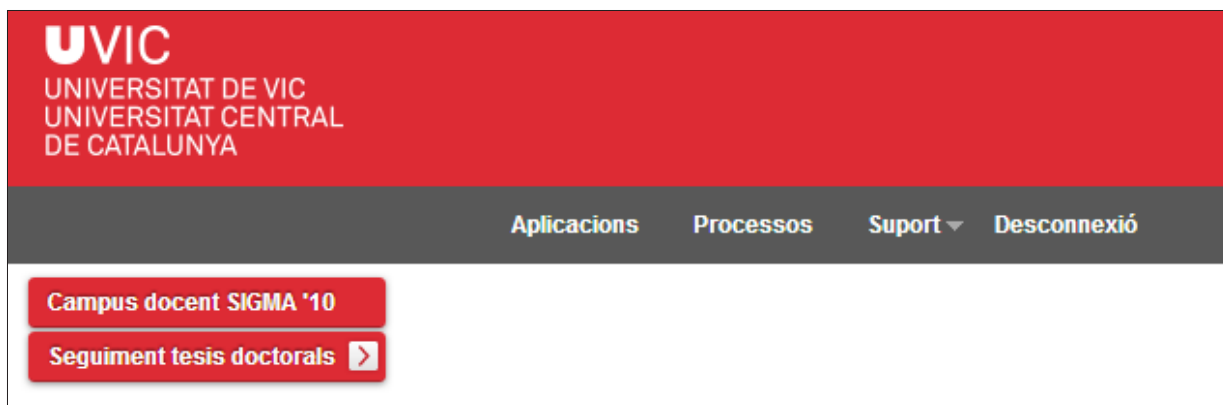 UVIC
UNIVERSITAT DE VIC
UNIVERSITAT CENTRAL
DE CATALUNYA
Aplicacions Processos Suport Desconnexió
Campus docent SIGMA '10
Seguiment tesis doctorals